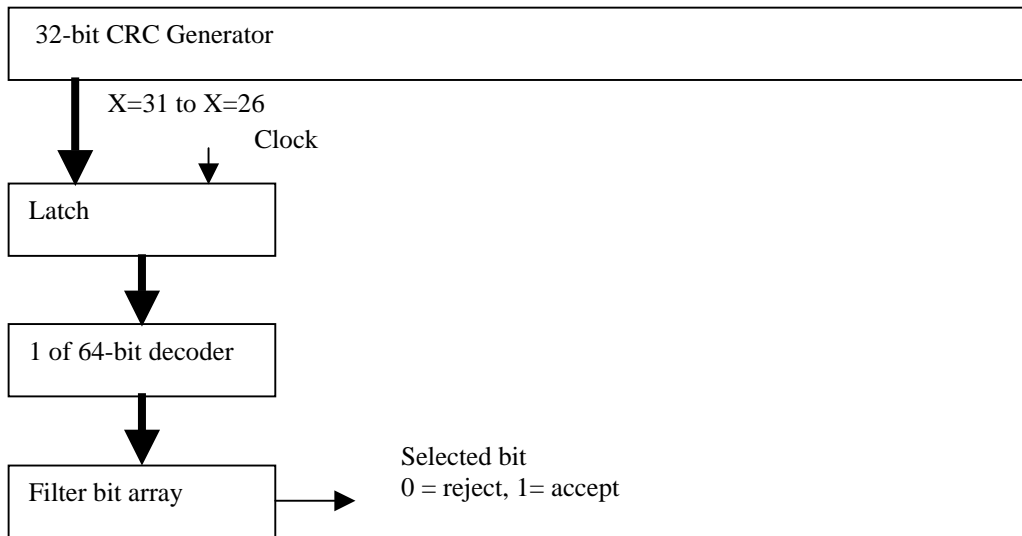 32-bit CRC Generator
X=31 to X=26
Clock
Latch
1 of 64-bit decoder
Filter bit array
Selected bit
0 = reject, 1= accept